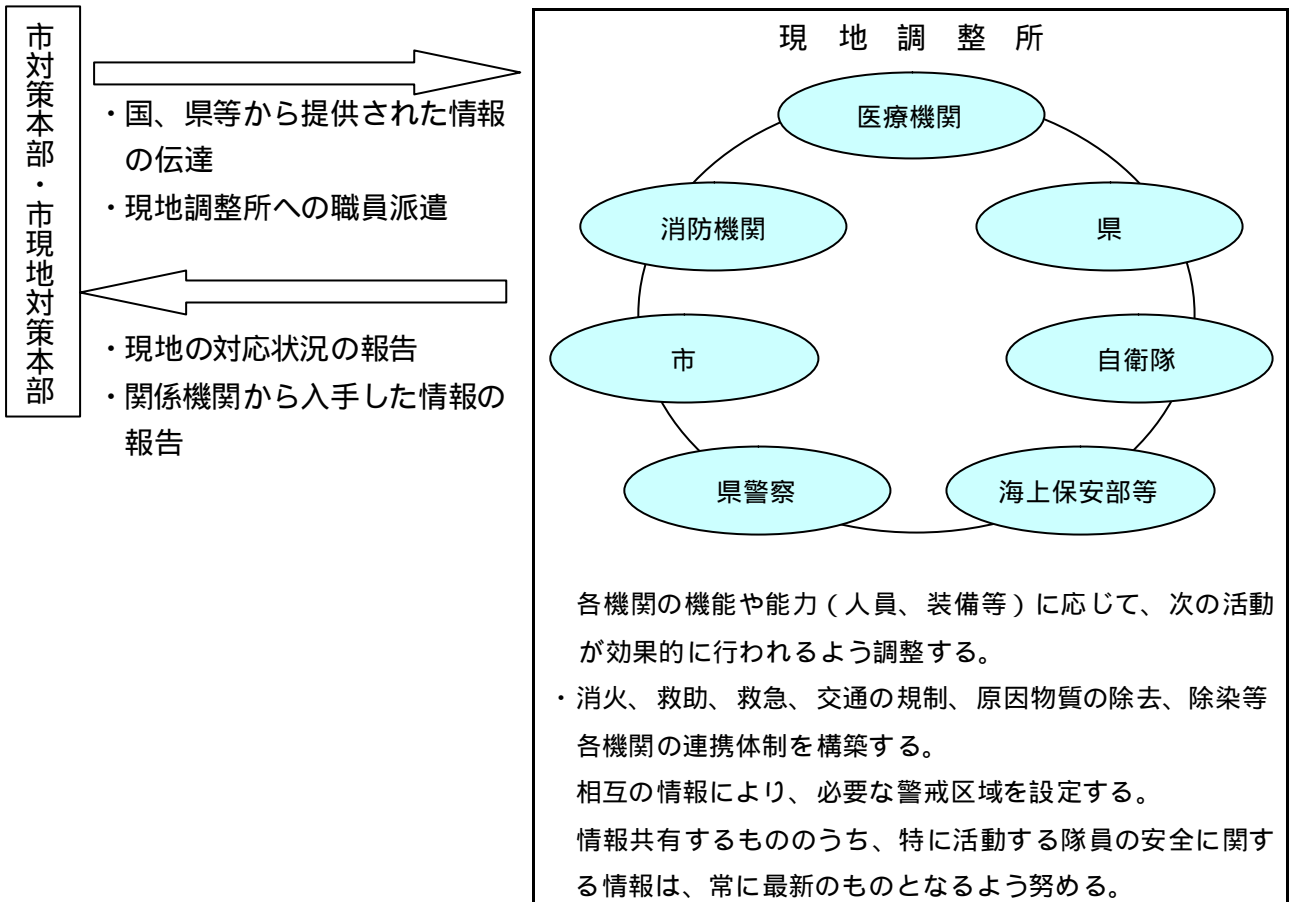 市対策本部・市現地対策本部
・国、県等から提供された情報
の伝達
・現地調整所への職員派遣
・現地の対応状況の報告
・関係機関から入手した情報の
報告
現地調整所
医療機関
消防機関
県
市
自衛隊
県警察
海上保安部等
各機関の機能や能力（人員、装備等）に応じて、次の活動
が効果的に行われるよう調整する。
・消火、救助、救急、交通の規制、原因物質の除去、除染等
各機関の連携体制を構築する。
相互の情報により、必要な警戒区域を設定する。
情報共有するもののうち、特に活動する隊員の安全に関す
る情報は、常に最新のものとなるよう努める。